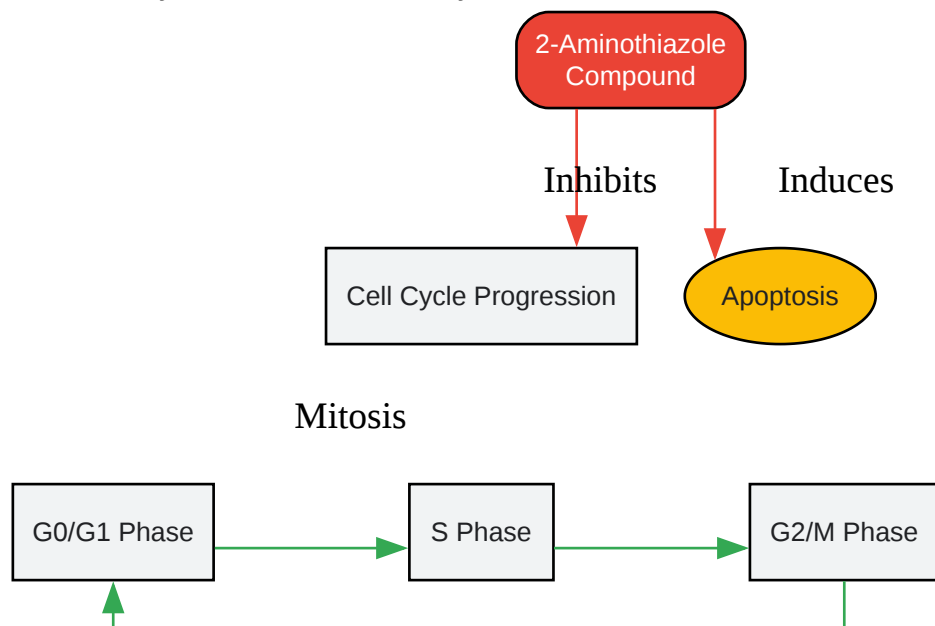 2-Aminothiazole
Compound
Inhibits
Induces
Cell Cycle Progression
Apoptosis
Mitosis
G0/G1 Phase
S Phase
G2/M Phase